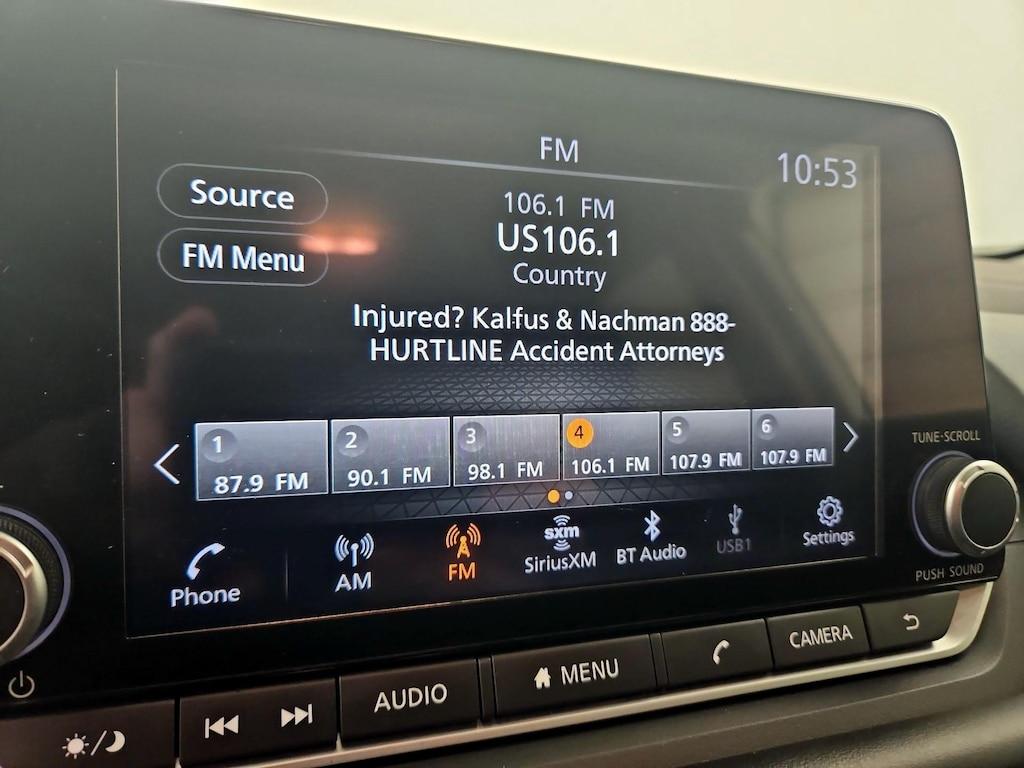 FM
10:53
Source
106.1 FM
US106.1
FM Menu
Country
Injured? Kalfus & Nachman 888-
HURTLINE Accident Attorneys
1
2
3
4
5
6
87.9 FM
90.1 FM
98.1 FM
106.1 FM
107.9 FM
107.9 FM
TUNE·SCROLL
Phone
AM
FM
sxm
SiriusXM
BT Audio
USB1
Settings
PUSH SOUND
AUDIO
MENU
CAMERA